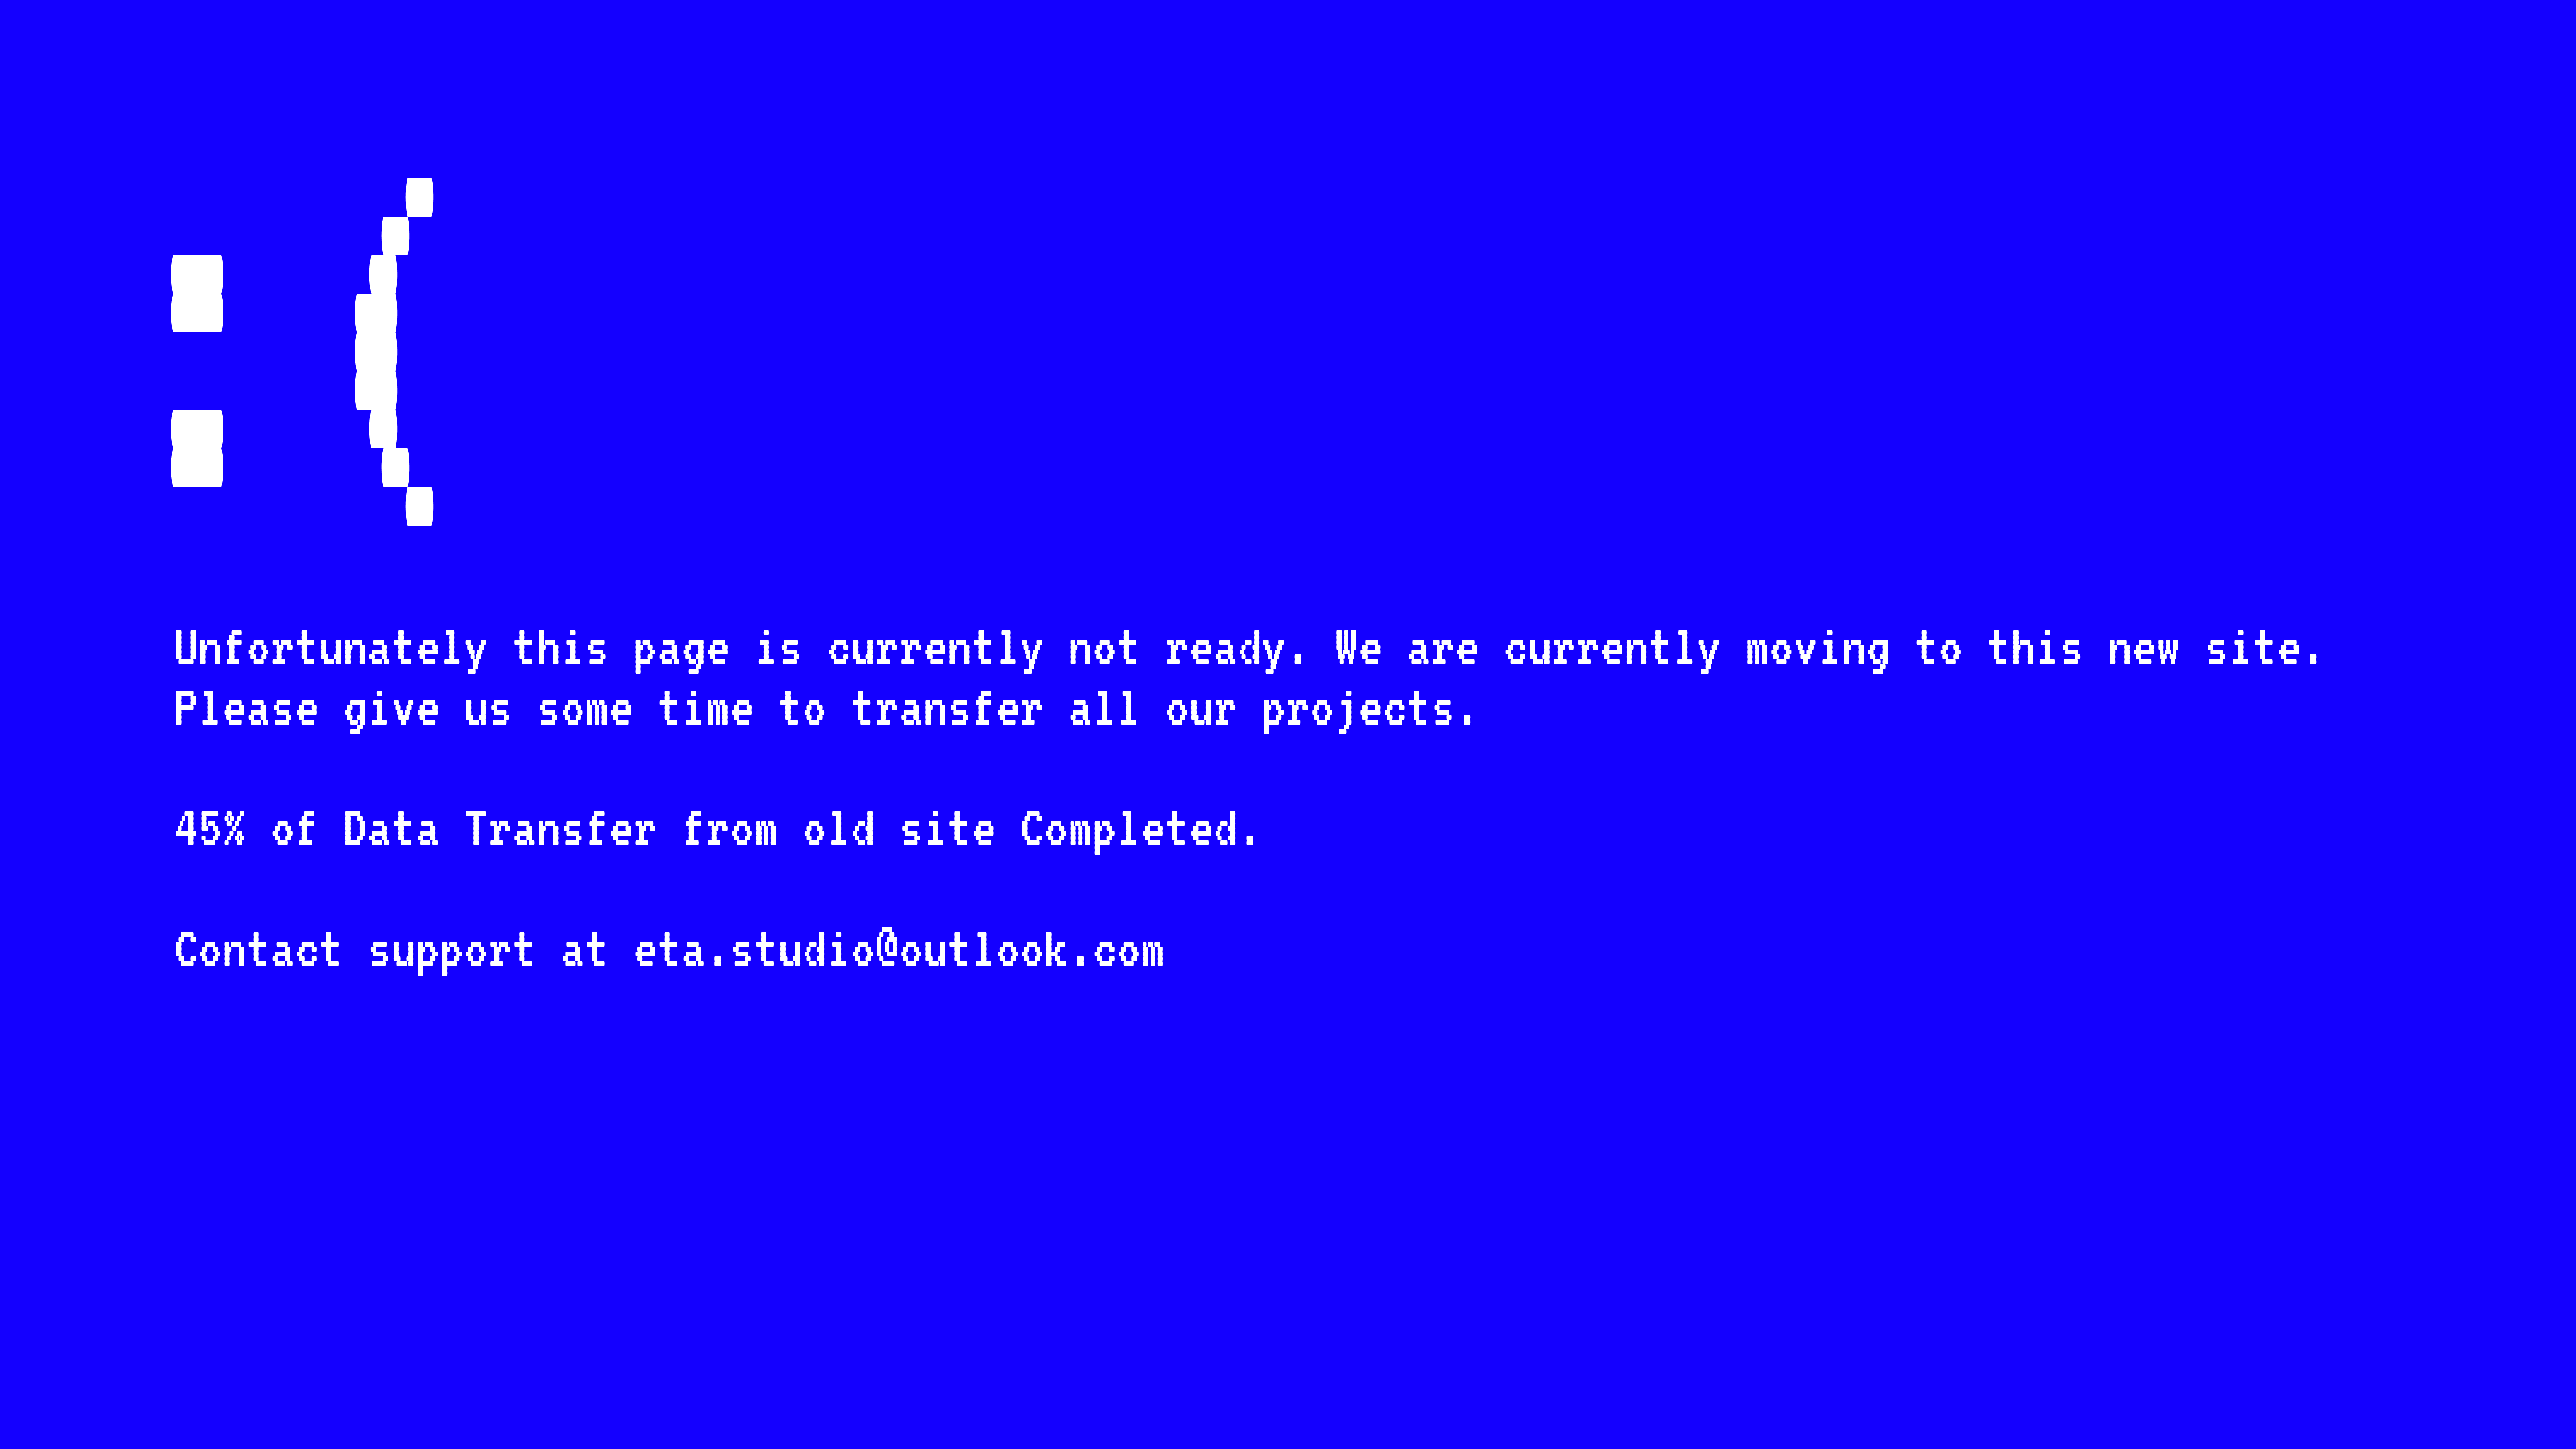 :(
Unfortunately this page is currently not ready. We are currently moving to this new site.
Please give us some time to transfer all our projects.
45% of Data Transfer from old site Completed.
Contact support at eta.studio@outlook.com